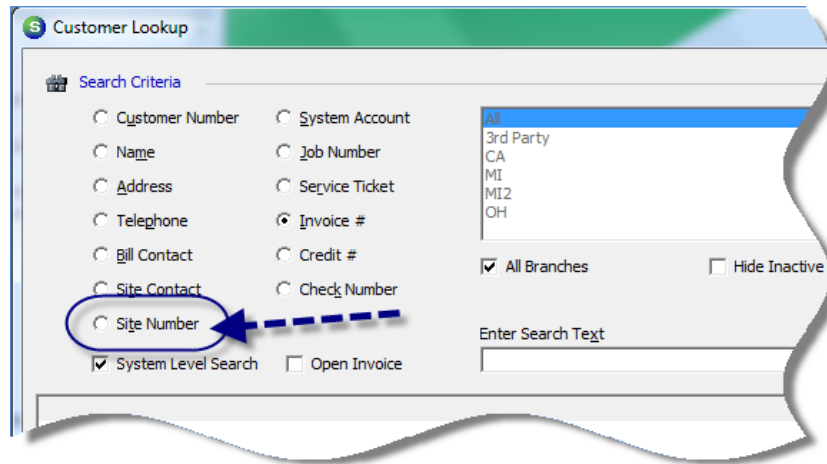 S Customer Lookup
Search Criteria
Customer Number
Name
Address
Telephone
Bill Contact
Site Contact
Site Number
System Account
Job Number
Service Ticket
Invoice #
Credit #
Check Number
System Level Search
Open Invoice
All
3rd Party
CA
MI
MI2
OH
All Branches
Hide Inactive
Enter Search Text